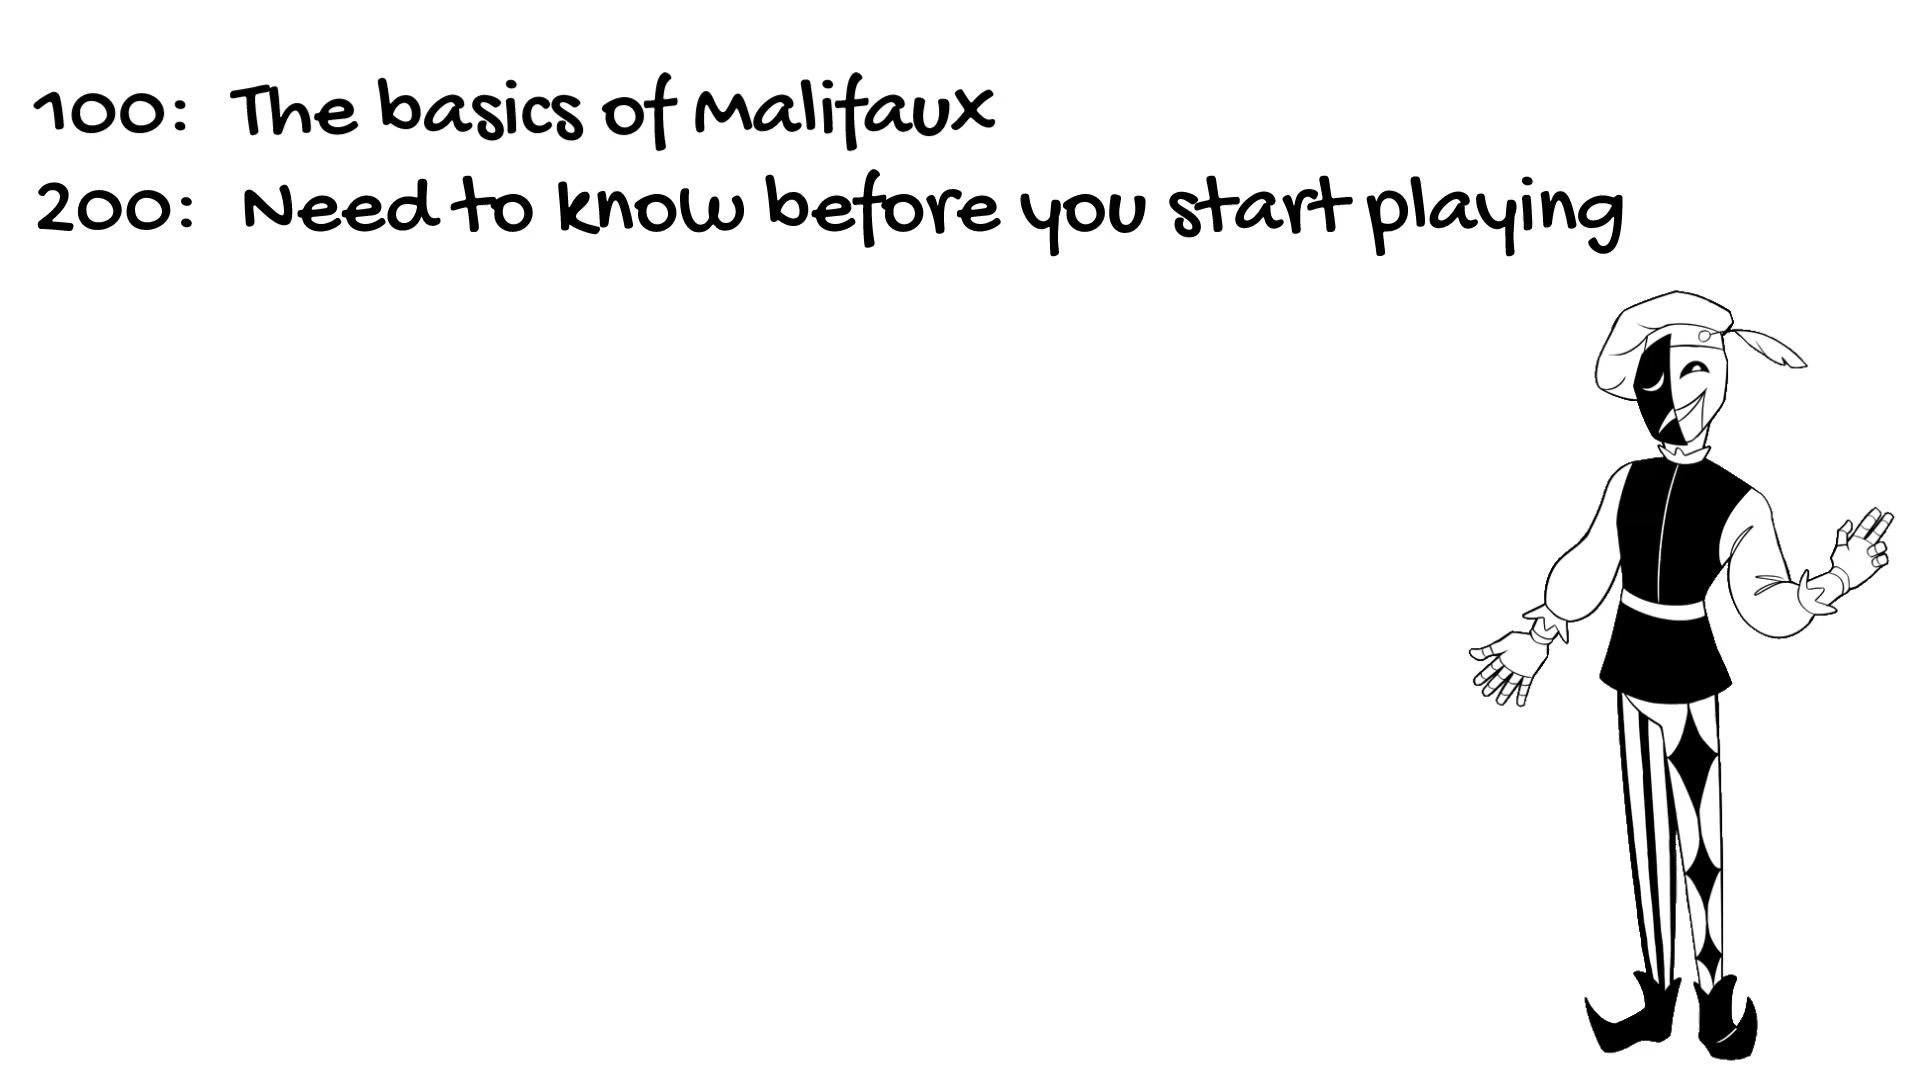 100: The basics of Malifaux
200: Need to know before you start playing